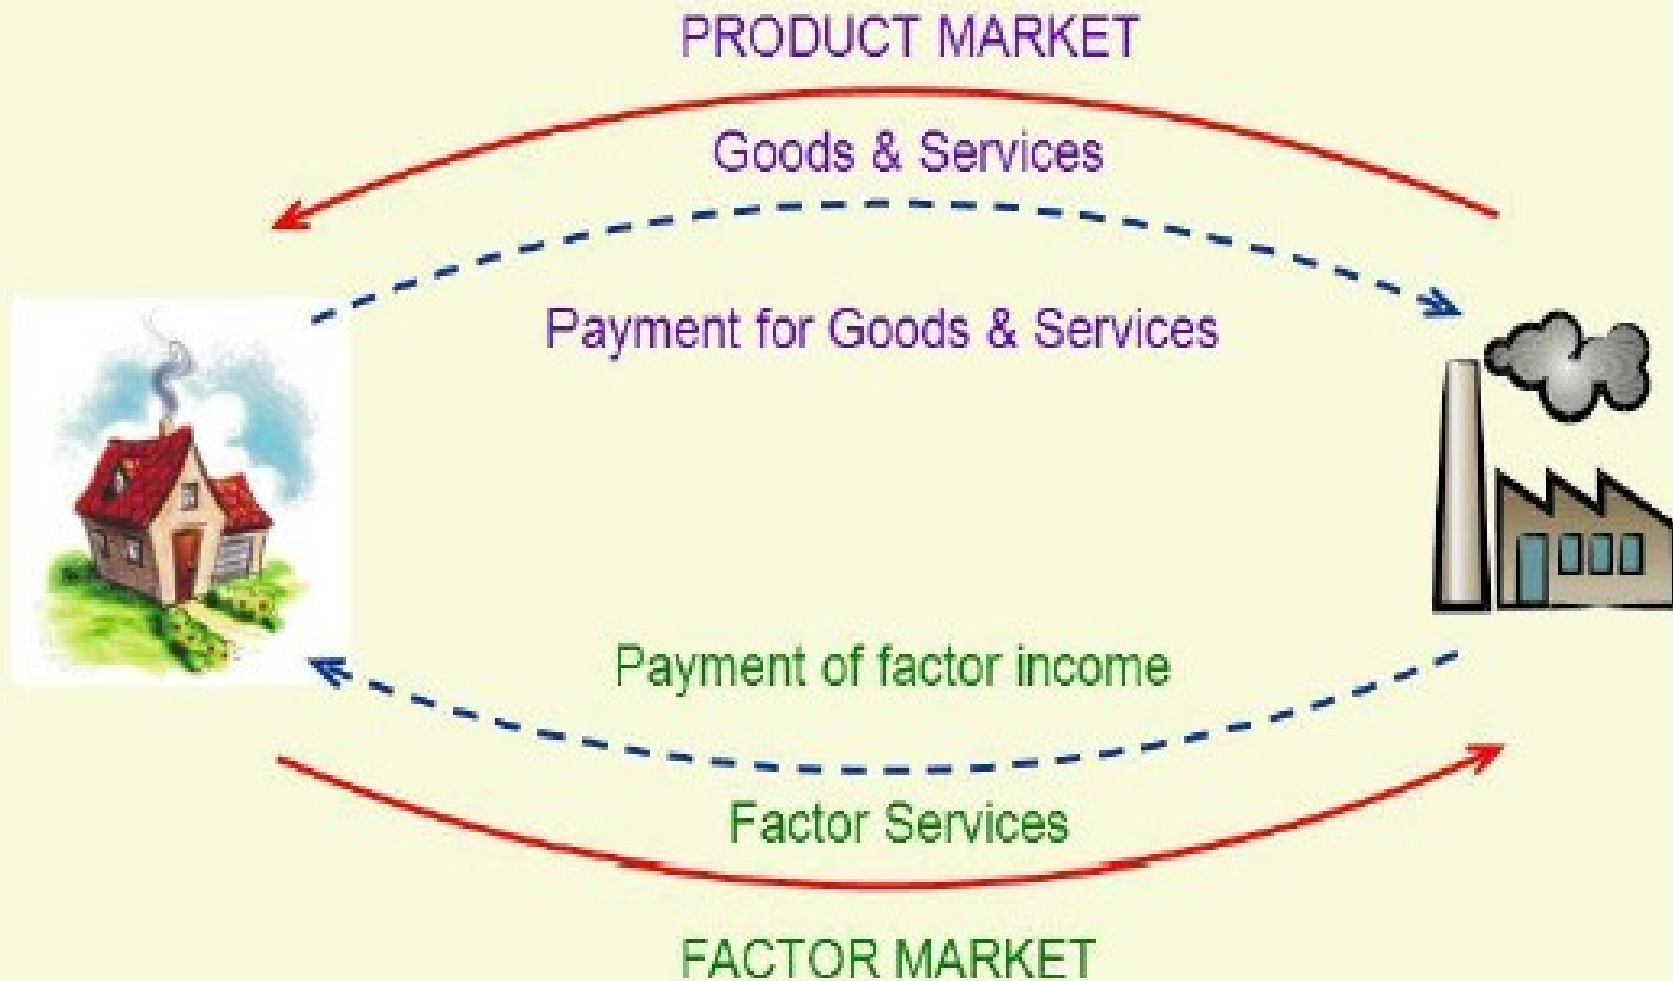 PRODUCT MARKET
Goods & Services
Payment for Goods & Services
Payment of factor income
Factor Services
FACTOR MARKET